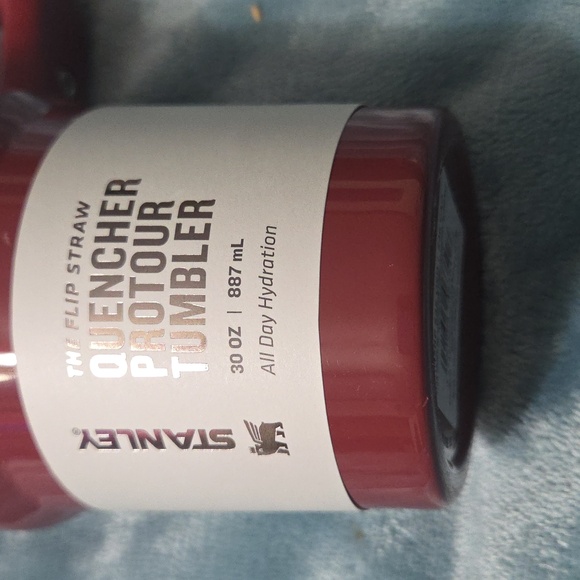 THE FLIP STRAW
QUENCHER
PROTOUR
TUMBLER
30 OZ | 887 mL
All Day Hydration
STANLEY®